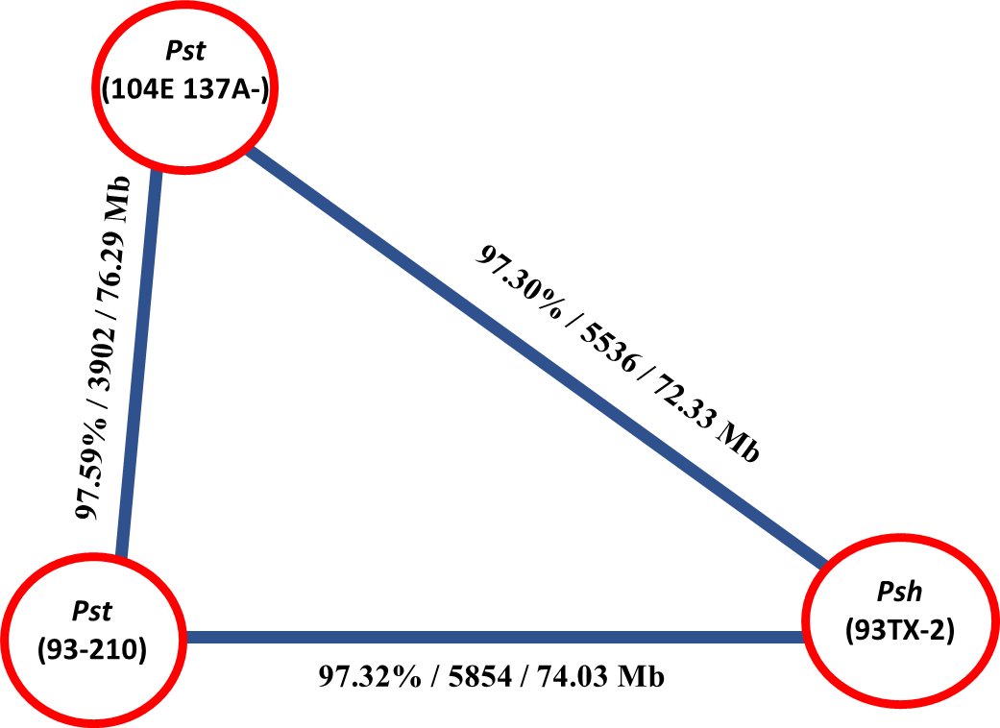 Pst
(104E 137A-)
97.59% / 3902 / 76.29 Mb
97.30% / 5536 / 72.33 Mb
Pst
(93-210)
Psh
(93TX-2)
97.32% / 5854 / 74.03 Mb